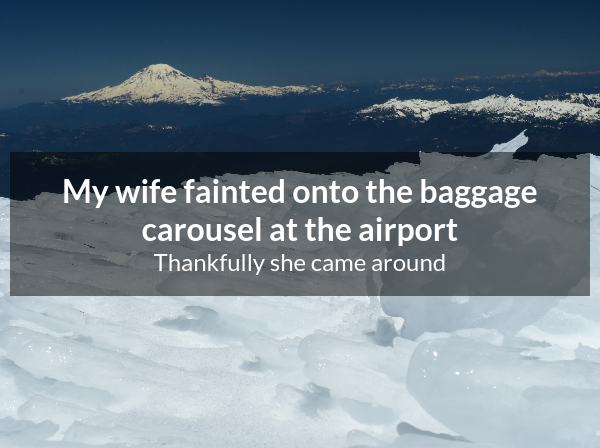 My wife fainted onto the baggage
carousel at the airport
Thankfully she came around